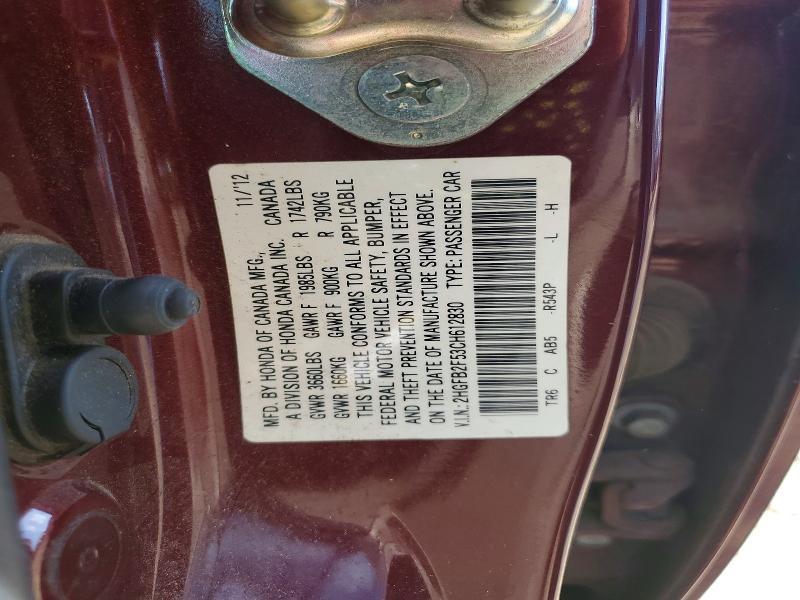 MFD. BY HONDA OF CANADA MFG., 11/12
A DIVISION OF HONDA CANADA INC. CANADA
GVWR 3660LBS GAWR F 1985LBS R 1742LBS
GVWR 1660KG GAWR F 900KG R 790KG
THIS VEHICLE CONFORMS TO ALL APPLICABLE
FEDERAL MOTOR VEHICLE SAFETY, BUMPER,
AND THEFT PREVENTION STANDARDS IN EFFECT
ON THE DATE OF MANUFACTURE SHOWN ABOVE.
V.I.N.: 2HGFB2F53CH612830 TYPE: PASSENGER CAR
TR6 C AB5 -R543P -L -H